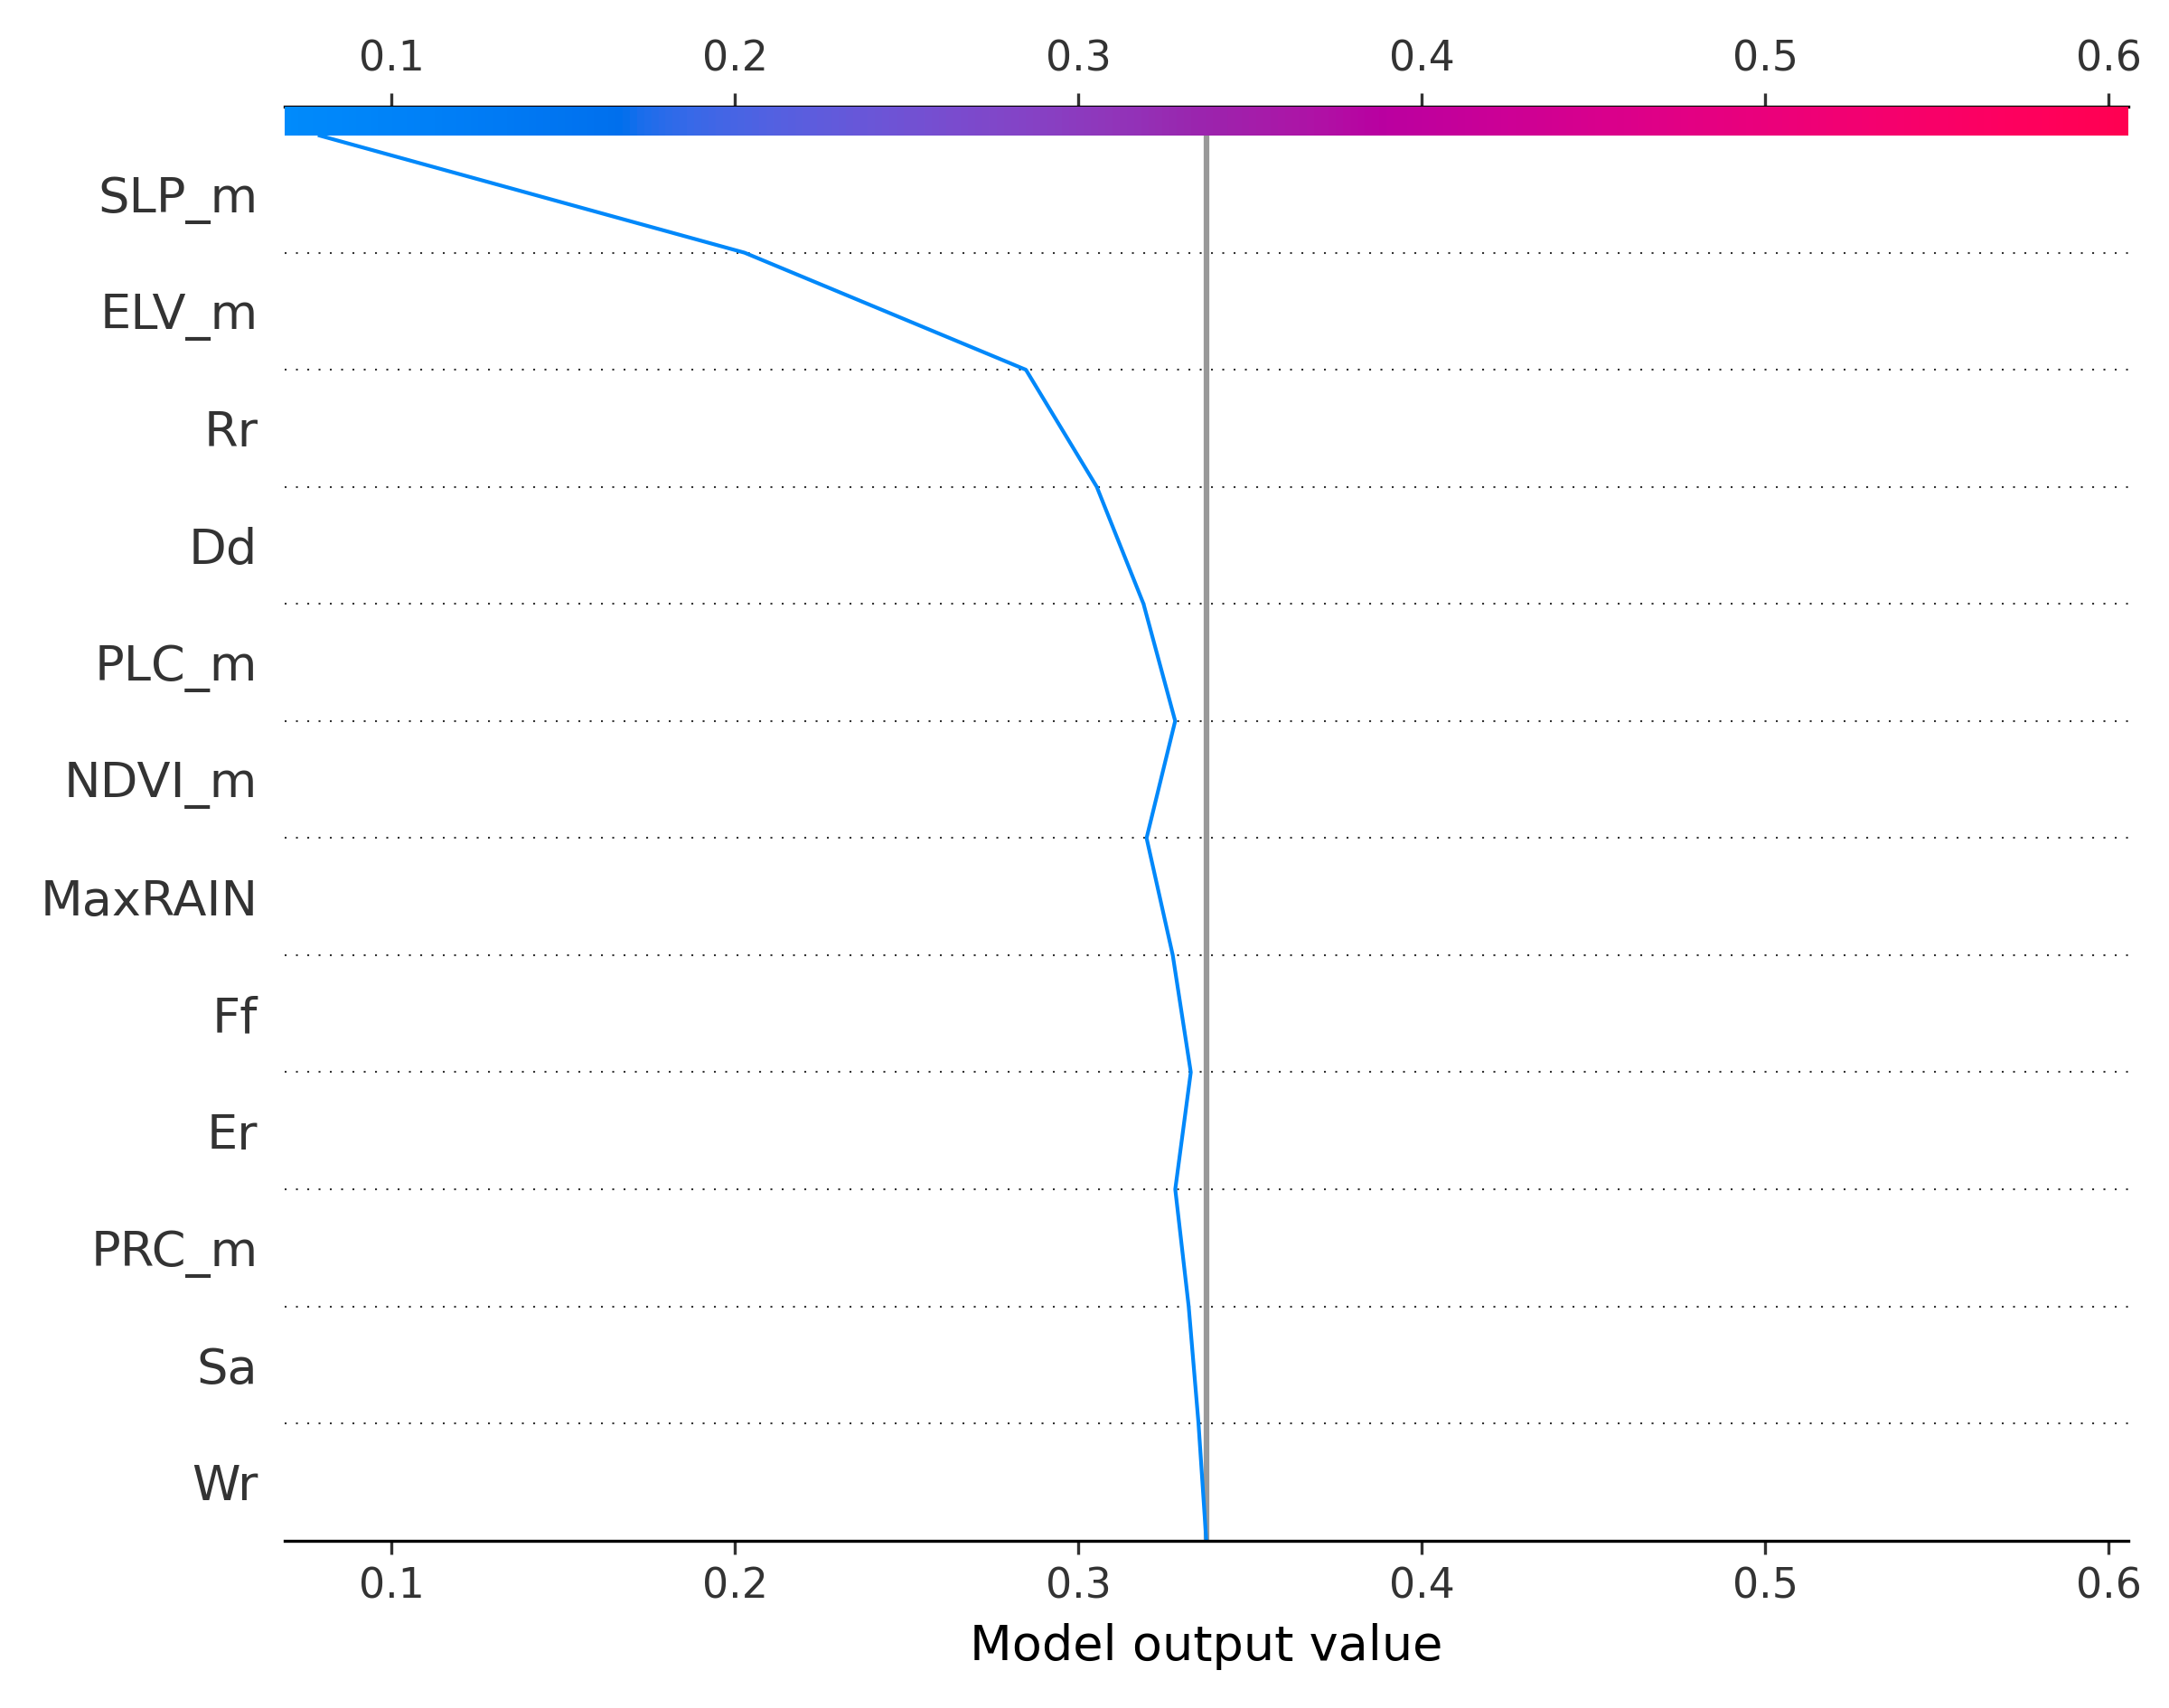 0.1 0.2 0.3 0.4 0.5 0.6
SLP_m
ELV_m
Rr
Dd
PLC_m
NDVI_m
MaxRAIN
Ff
Er
PRC_m
Sa
Wr
0.1 0.2 0.3 0.4 0.5 0.6
Model output value